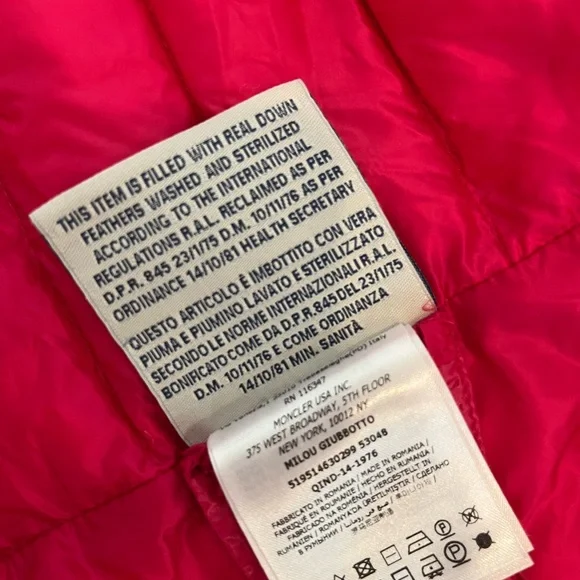 THIS ITEM IS FILLED WITH REAL DOWN
FEATHERS WASHED AND STERILIZED
ACCORDING TO THE INTERNATIONAL
REGULATIONS R.A.L. RECLAIMED AS PER
D.P.R. 845 23/1/75 D.M. 10/11/76 AS PER
ORDINANCE 14/10/81 HEALTH SECRETARY
QUESTO ARTICOLO È IMBOTTITO CON VERA
PIUMA E PIUMINO LAVATO E STERILIZZATO
SECONDO LE NORME INTERNAZIONALI R.A.L.
BONIFICATO COME DA D.P.R. 845 DEL 23/1/75
D.M. 10/11/76 E COME ORDINANZA
14/10/81 MIN. SANITÀ
Italy
RN 116347
MONCLER USA INC.
375 WEST BROADWAY, 5TH FLOOR
NEW YORK, 10012 NY
MILOU GIUBBOTTO
519514630299 53048
QIND-14-1976
FABBRICATO IN ROMANIA / MADE IN ROMANIA /
FABRIQUÉ EN ROUMANIE / HECHO EN RUMANIA /
FABRICADO NA ROMÉNIA / HERGESTELLT IN
RUMÄNIEN / ROMANYA'DA ÜRETİLMİŞTİR / СДЕЛАНО
В РУМЫНИИ /